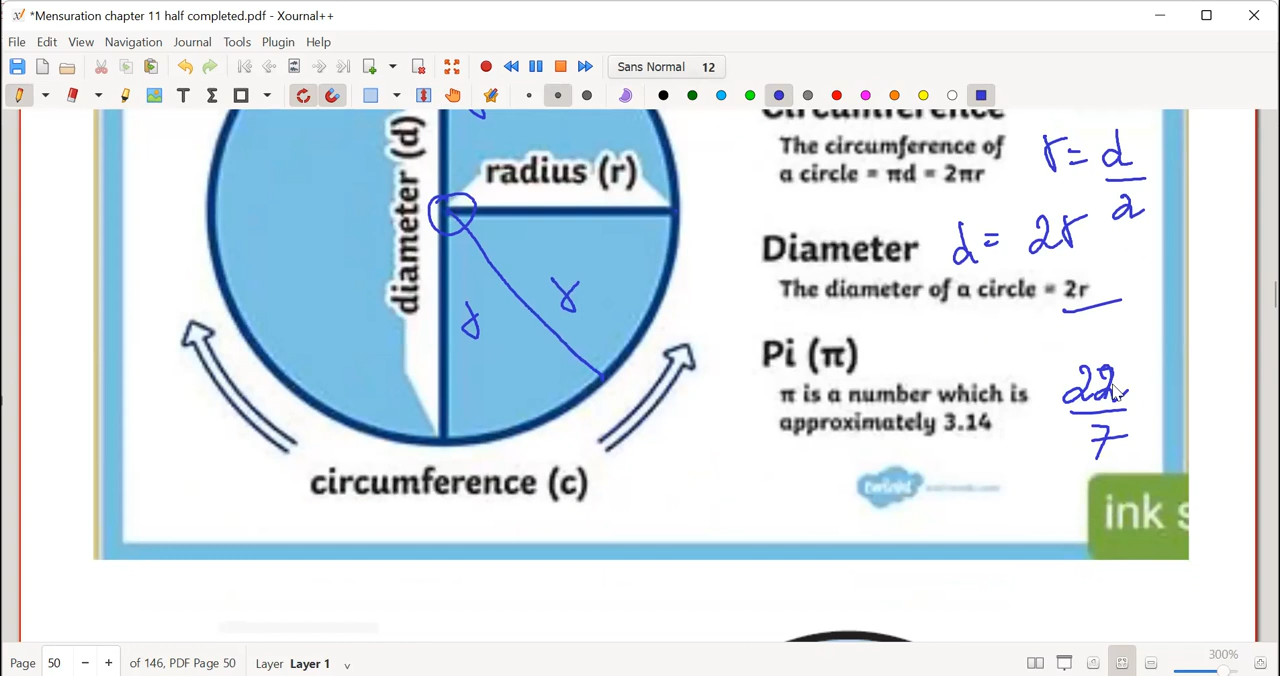 *Mensuration chapter 11 half completed.pdf - Xournal++
File Edit View Navigation Journal Tools Plugin Help
Sans Normal 12
Circumference
The circumference of
a circle = πd = 2πr
r = d
2
diameter (d)
radius (r)
Diameter d = 2r
The diameter of a circle = 2r
r
r
Pi (π)
π is a number which is
approximately 3.14
22
7
circumference (c)
twinkl
ink s
Page 50 of 146, PDF Page 50 Layer Layer 1 300%